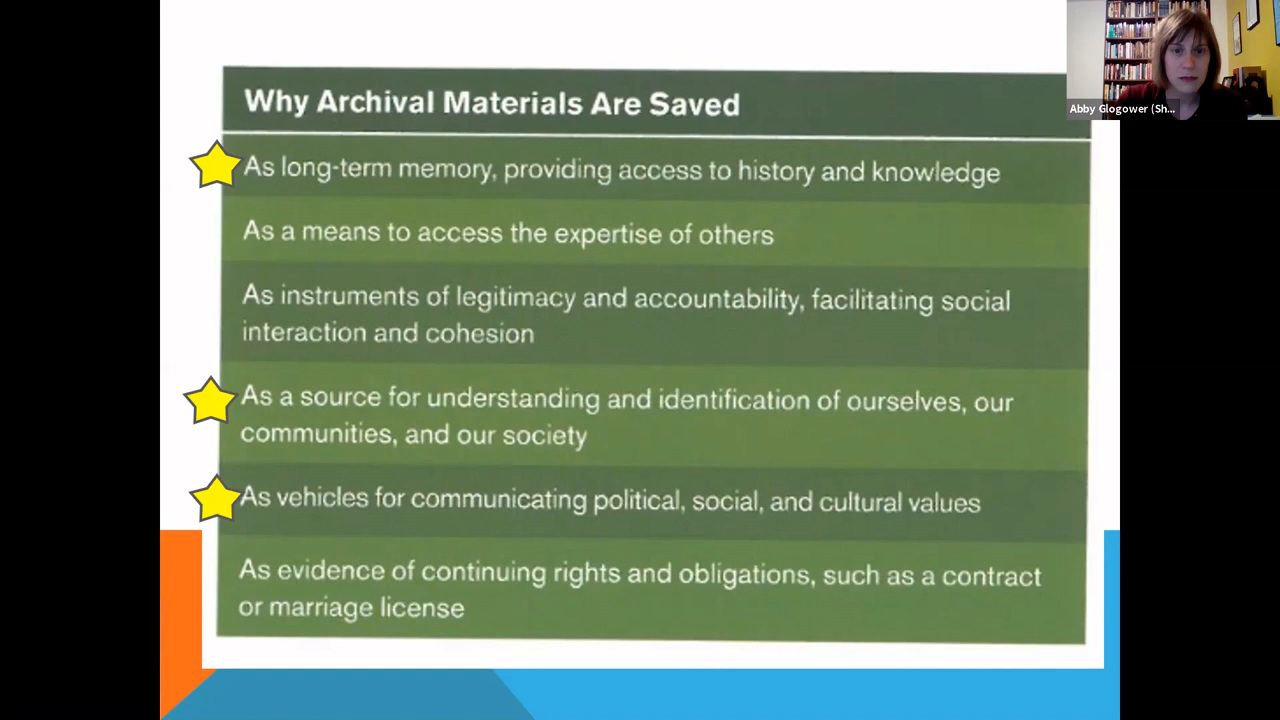 Why Archival Materials Are Saved
As long-term memory, providing access to history and knowledge
As a means to access the expertise of others
As instruments of legitimacy and accountability, facilitating social
interaction and cohesion
As a source for understanding and identification of ourselves, our
communities, and our society
As vehicles for communicating political, social, and cultural values
As evidence of continuing rights and obligations, such as a contract
or marriage license
Abby Glogower (Sh...